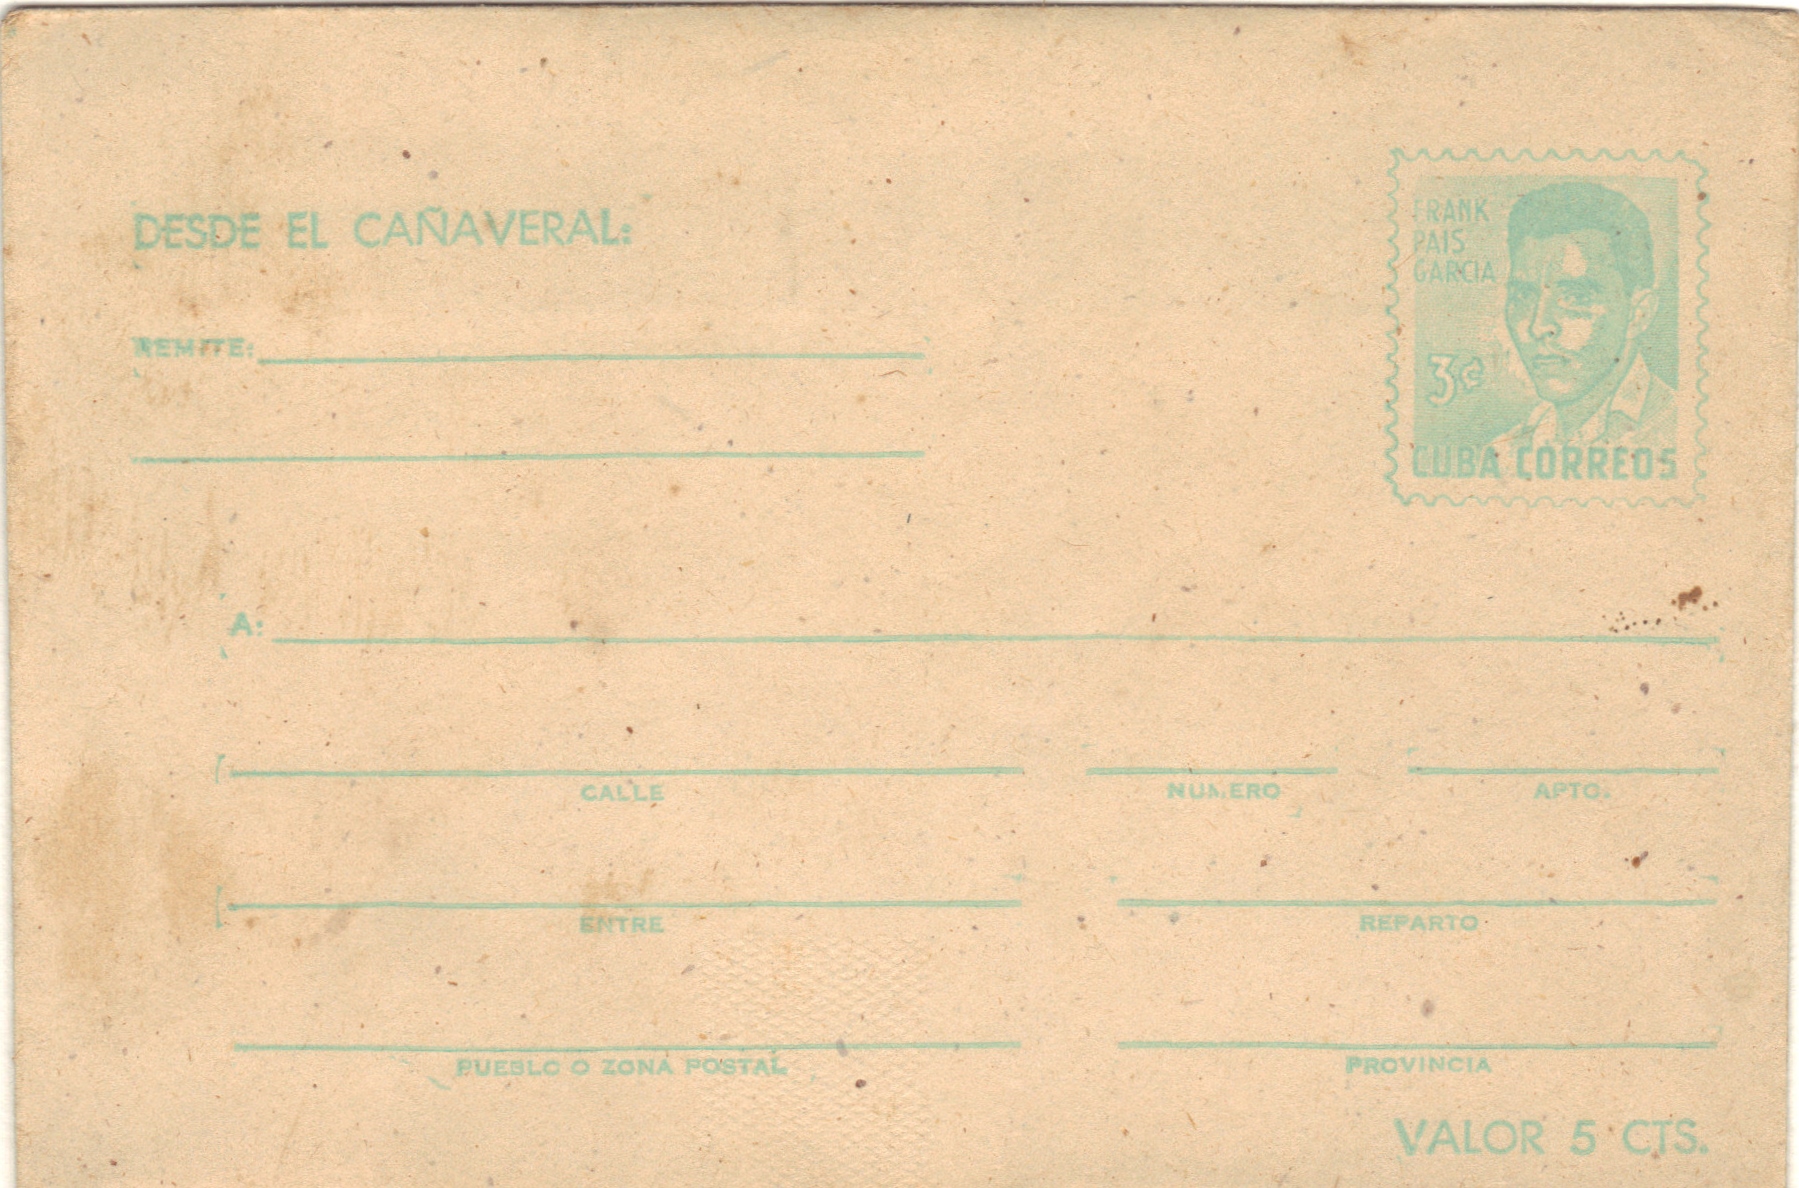 DESDE EL CAÑAVERAL:
FRANK
PAIS
GARCIA
REMITE:
3¢
CUBA CORREOS
A:
CALLE NUMERO APTO.
ENTRE REPARTO
PUEBLO O ZONA POSTAL PROVINCIA
VALOR 5 CTS.